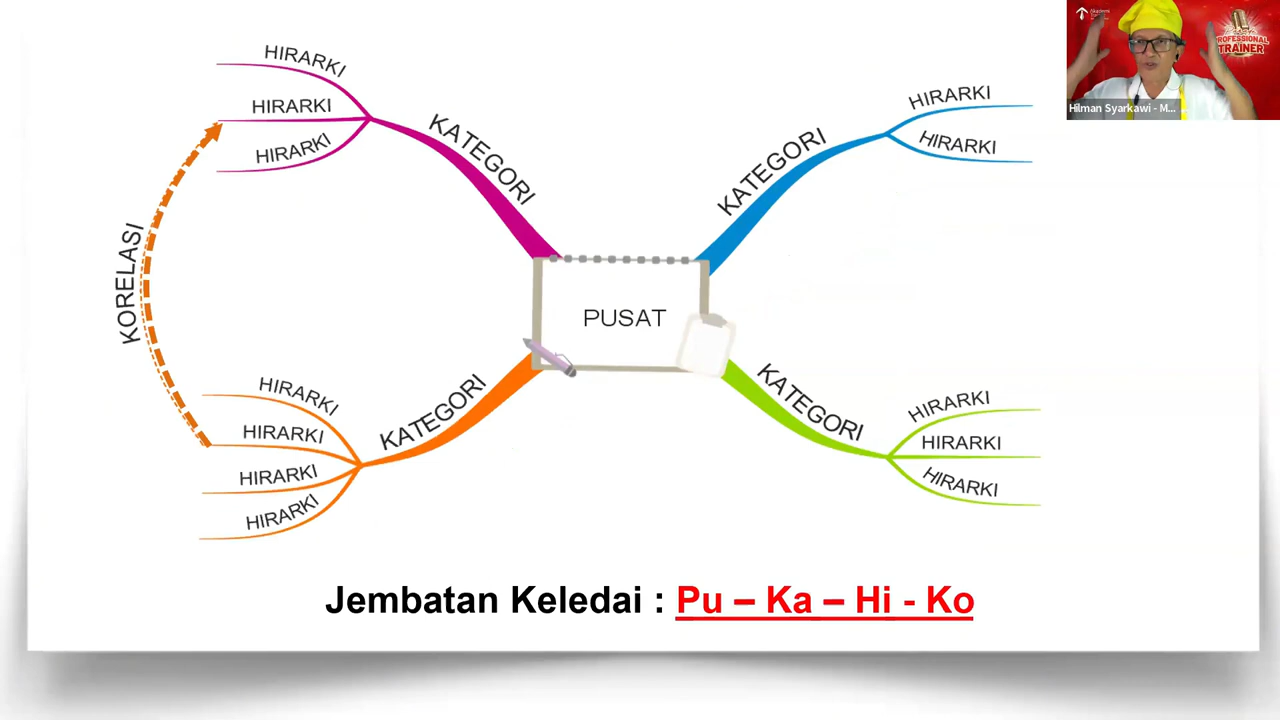 HIRARKI
HIRARKI
HIRARKI
KATEGORI
KATEGORI
HIRARKI
HIRARKI
KORELASI
PUSAT
HIRARKI
HIRARKI
HIRARKI
HIRARKI
KATEGORI
KATEGORI
HIRARKI
HIRARKI
HIRARKI
Jembatan Keledai : Pu – Ka – Hi - Ko
PROFESSIONAL
TRAINER
Hilman Syarkawi - M...